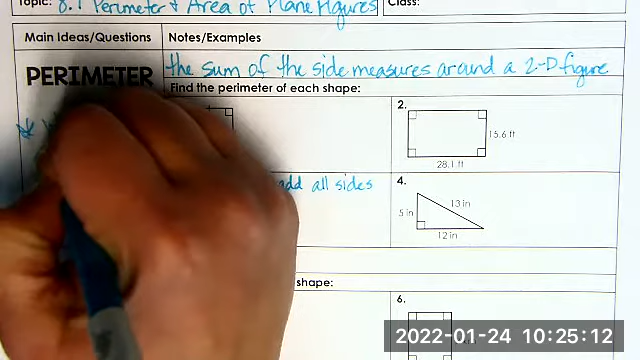 Topic: 8.1 Perimeter & Area of Plane Figures
Class:
Main Ideas/Questions
Notes/Examples
PERIMETER
the sum of the side measures around a 2-D figure
Find the perimeter of each shape:
2.
15.6 ft
28.1 ft
add all sides
4.
5 in
13 in
12 in
shape:
6.
2022-01-24 10:25:12